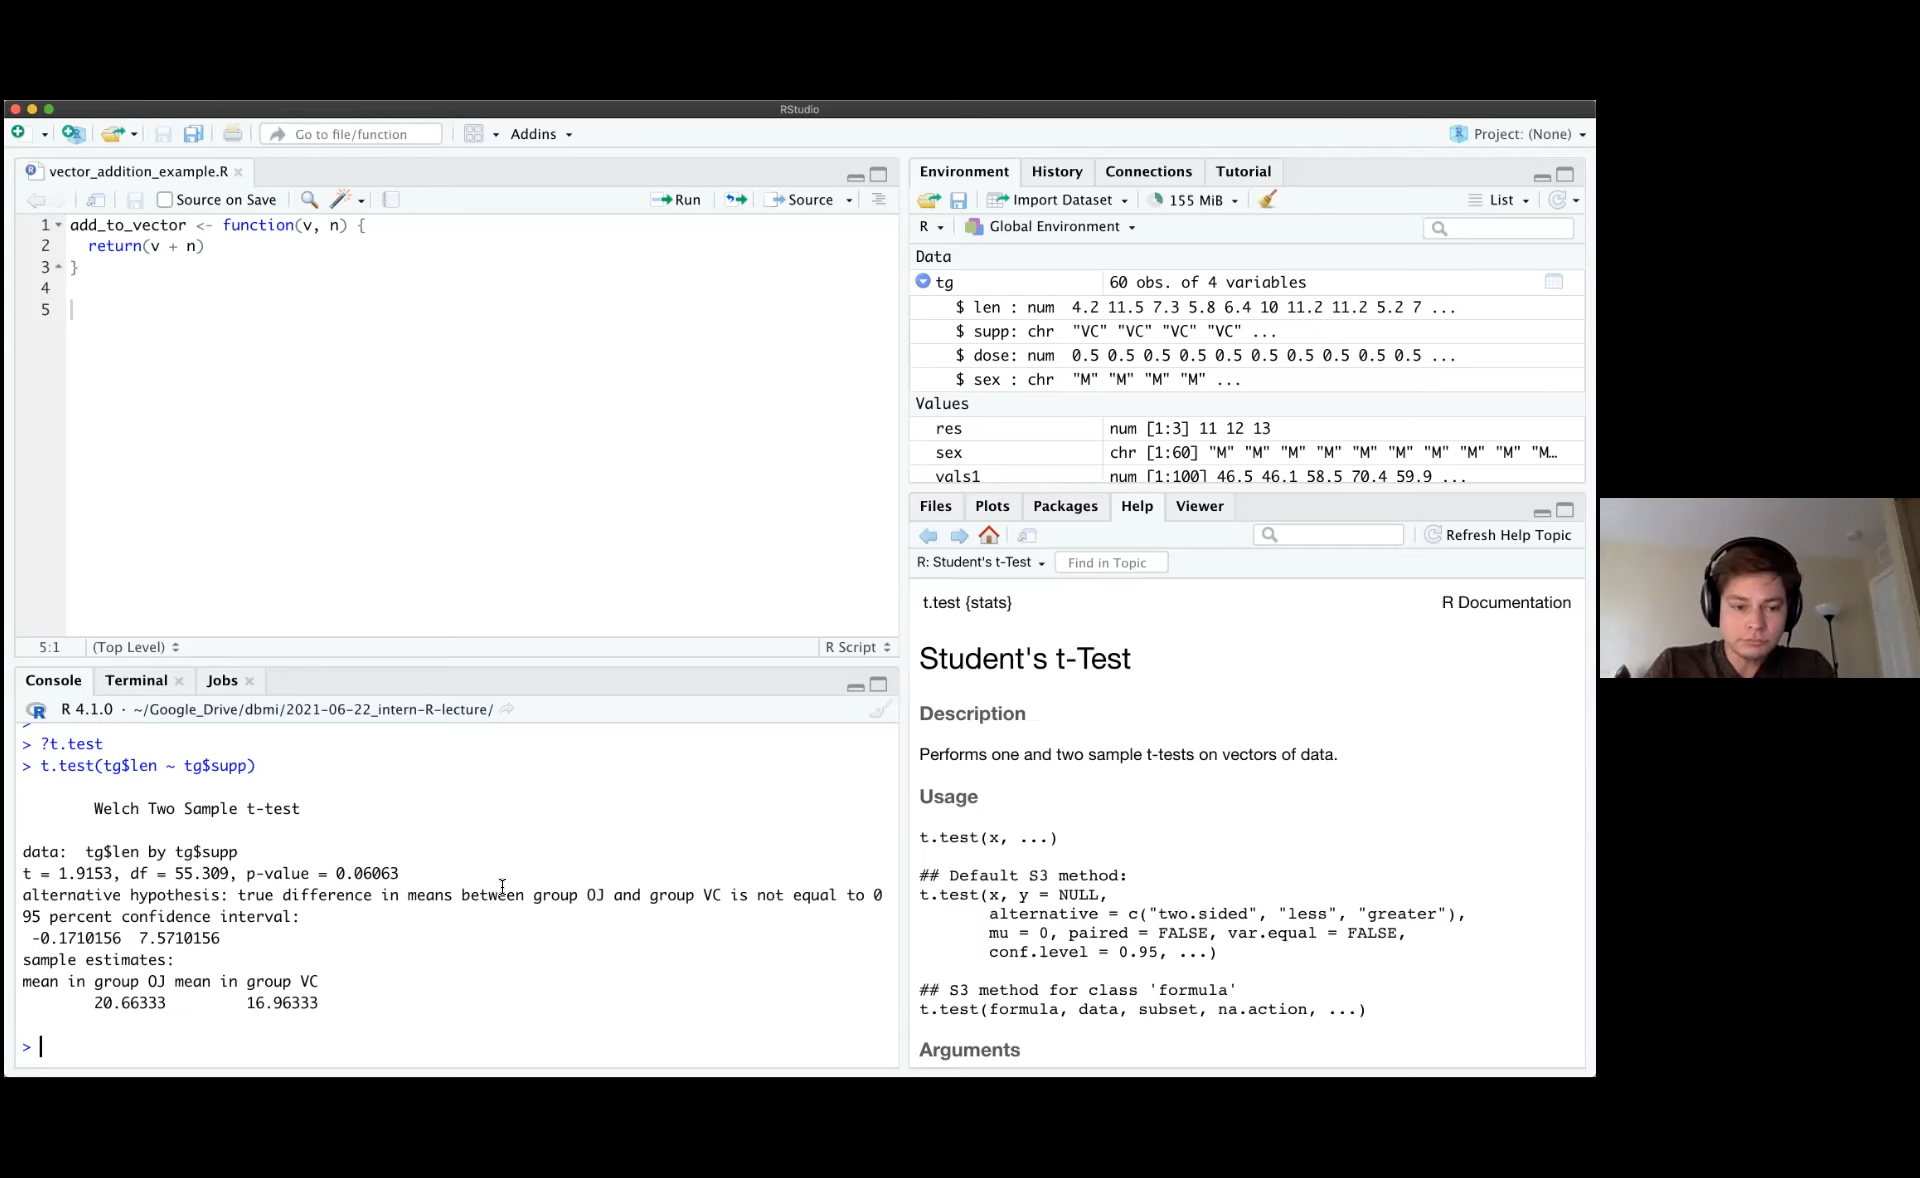 RStudio
Go to file/function
Addins
Project: (None)
vector_addition_example.R
Source on Save
Run
Source
1 add_to_vector <- function(v, n) {
2   return(v + n)
3 }
4
5
5:1 (Top Level) R Script
Console Terminal Jobs
R 4.1.0 · ~/Google_Drive/dbmi/2021-06-22_intern-R-lecture/
> ?t.test
> t.test(tg$len ~ tg$supp)
Welch Two Sample t-test
data:  tg$len by tg$supp
t = 1.9153, df = 55.309, p-value = 0.06063
alternative hypothesis: true difference in means between group OJ and group VC is not equal to 0
95 percent confidence interval:
-0.1710156  7.5710156
sample estimates:
mean in group OJ mean in group VC
20.66333 16.96333
>
Environment History Connections Tutorial
Import Dataset 155 MiB List
R Global Environment
Data
tg 60 obs. of 4 variables
$ len : num 4.2 11.5 7.3 5.8 6.4 10 11.2 11.2 5.2 7 ...
$ supp: chr "VC" "VC" "VC" "VC" ...
$ dose: num 0.5 0.5 0.5 0.5 0.5 0.5 0.5 0.5 0.5 0.5 ...
$ sex : chr "M" "M" "M" "M" ...
Values
res num [1:3] 11 12 13
sex chr [1:60] "M" "M" "M" "M" "M" "M" "M" "M" "M" "M…
vals1 num [1:100] 46.5 46.1 58.5 70.4 59.9 ...
Files Plots Packages Help Viewer
Refresh Help Topic
R: Student's t-Test Find in Topic
t.test {stats} R Documentation
Student's t-Test
Description
Performs one and two sample t-tests on vectors of data.
Usage
t.test(x, ...)
## Default S3 method:
t.test(x, y = NULL,
alternative = c("two.sided", "less", "greater"),
mu = 0, paired = FALSE, var.equal = FALSE,
conf.level = 0.95, ...)
## S3 method for class 'formula'
t.test(formula, data, subset, na.action, ...)
Arguments